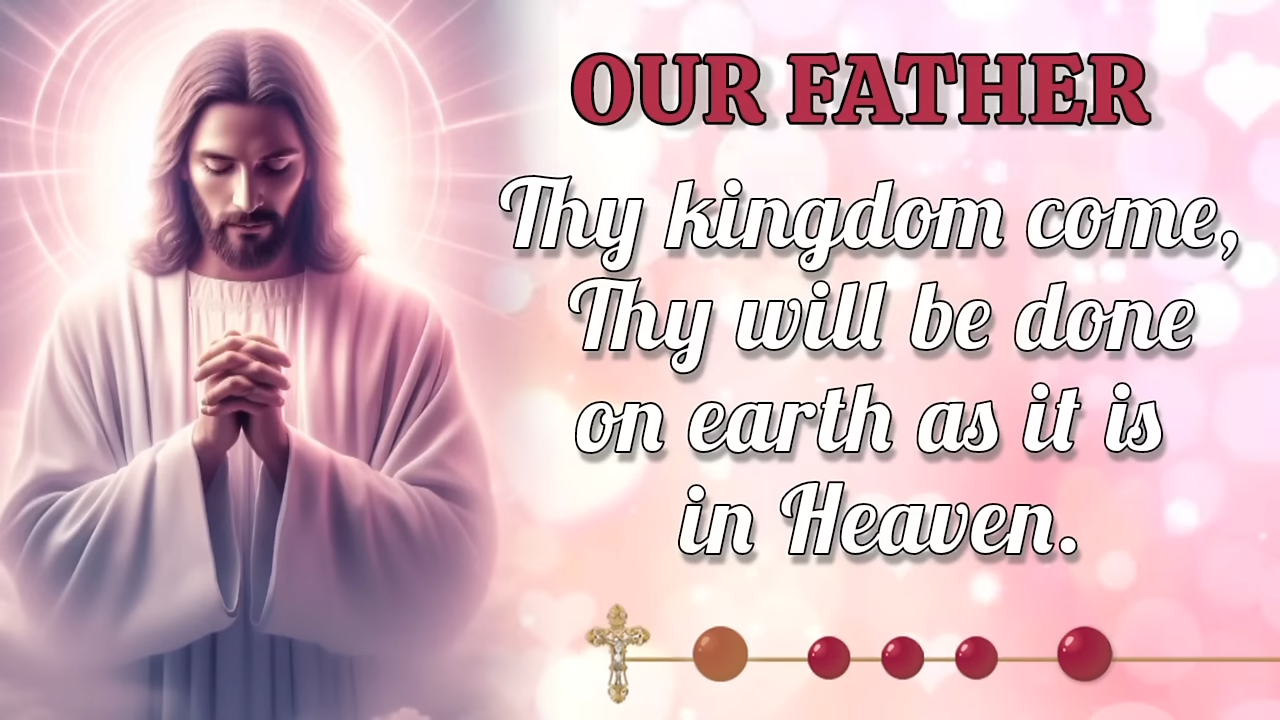 OUR FATHER
Thy kingdom come,
Thy will be done
on earth as it is
in Heaven.